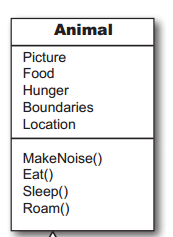 Animal
Picture
Food
Hunger
Boundaries
Location
MakeNoise()
Eat()
Sleep()
Roam()